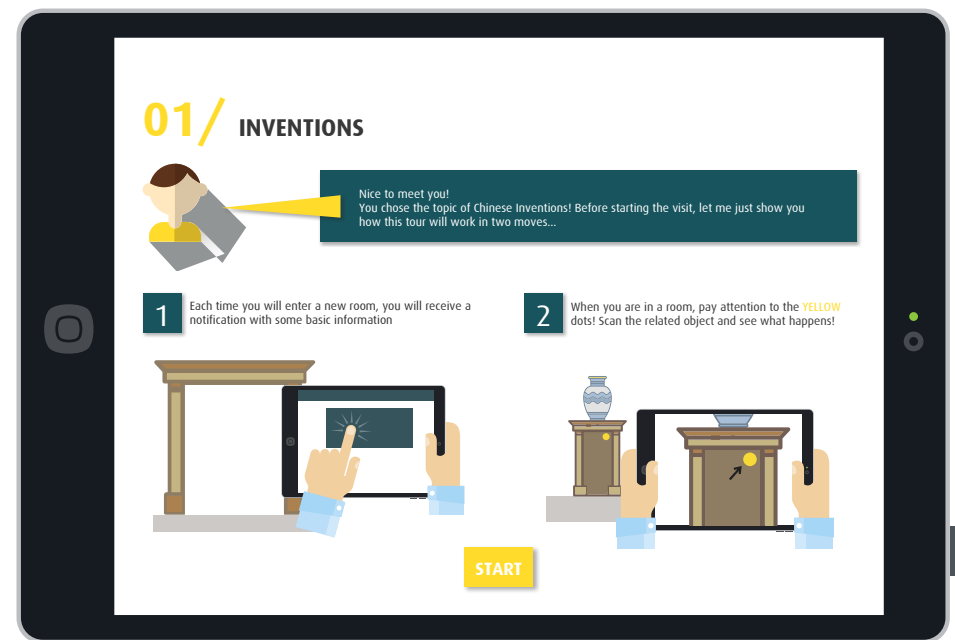 01/ INVENTIONS
Nice to meet you!
You chose the topic of Chinese Inventions! Before starting the visit, let me just show you
how this tour will work in two moves...
1
Each time you will enter a new room, you will receive a
notification with some basic information
2
When you are in a room, pay attention to the YELLOW
dots! Scan the related object and see what happens!
START